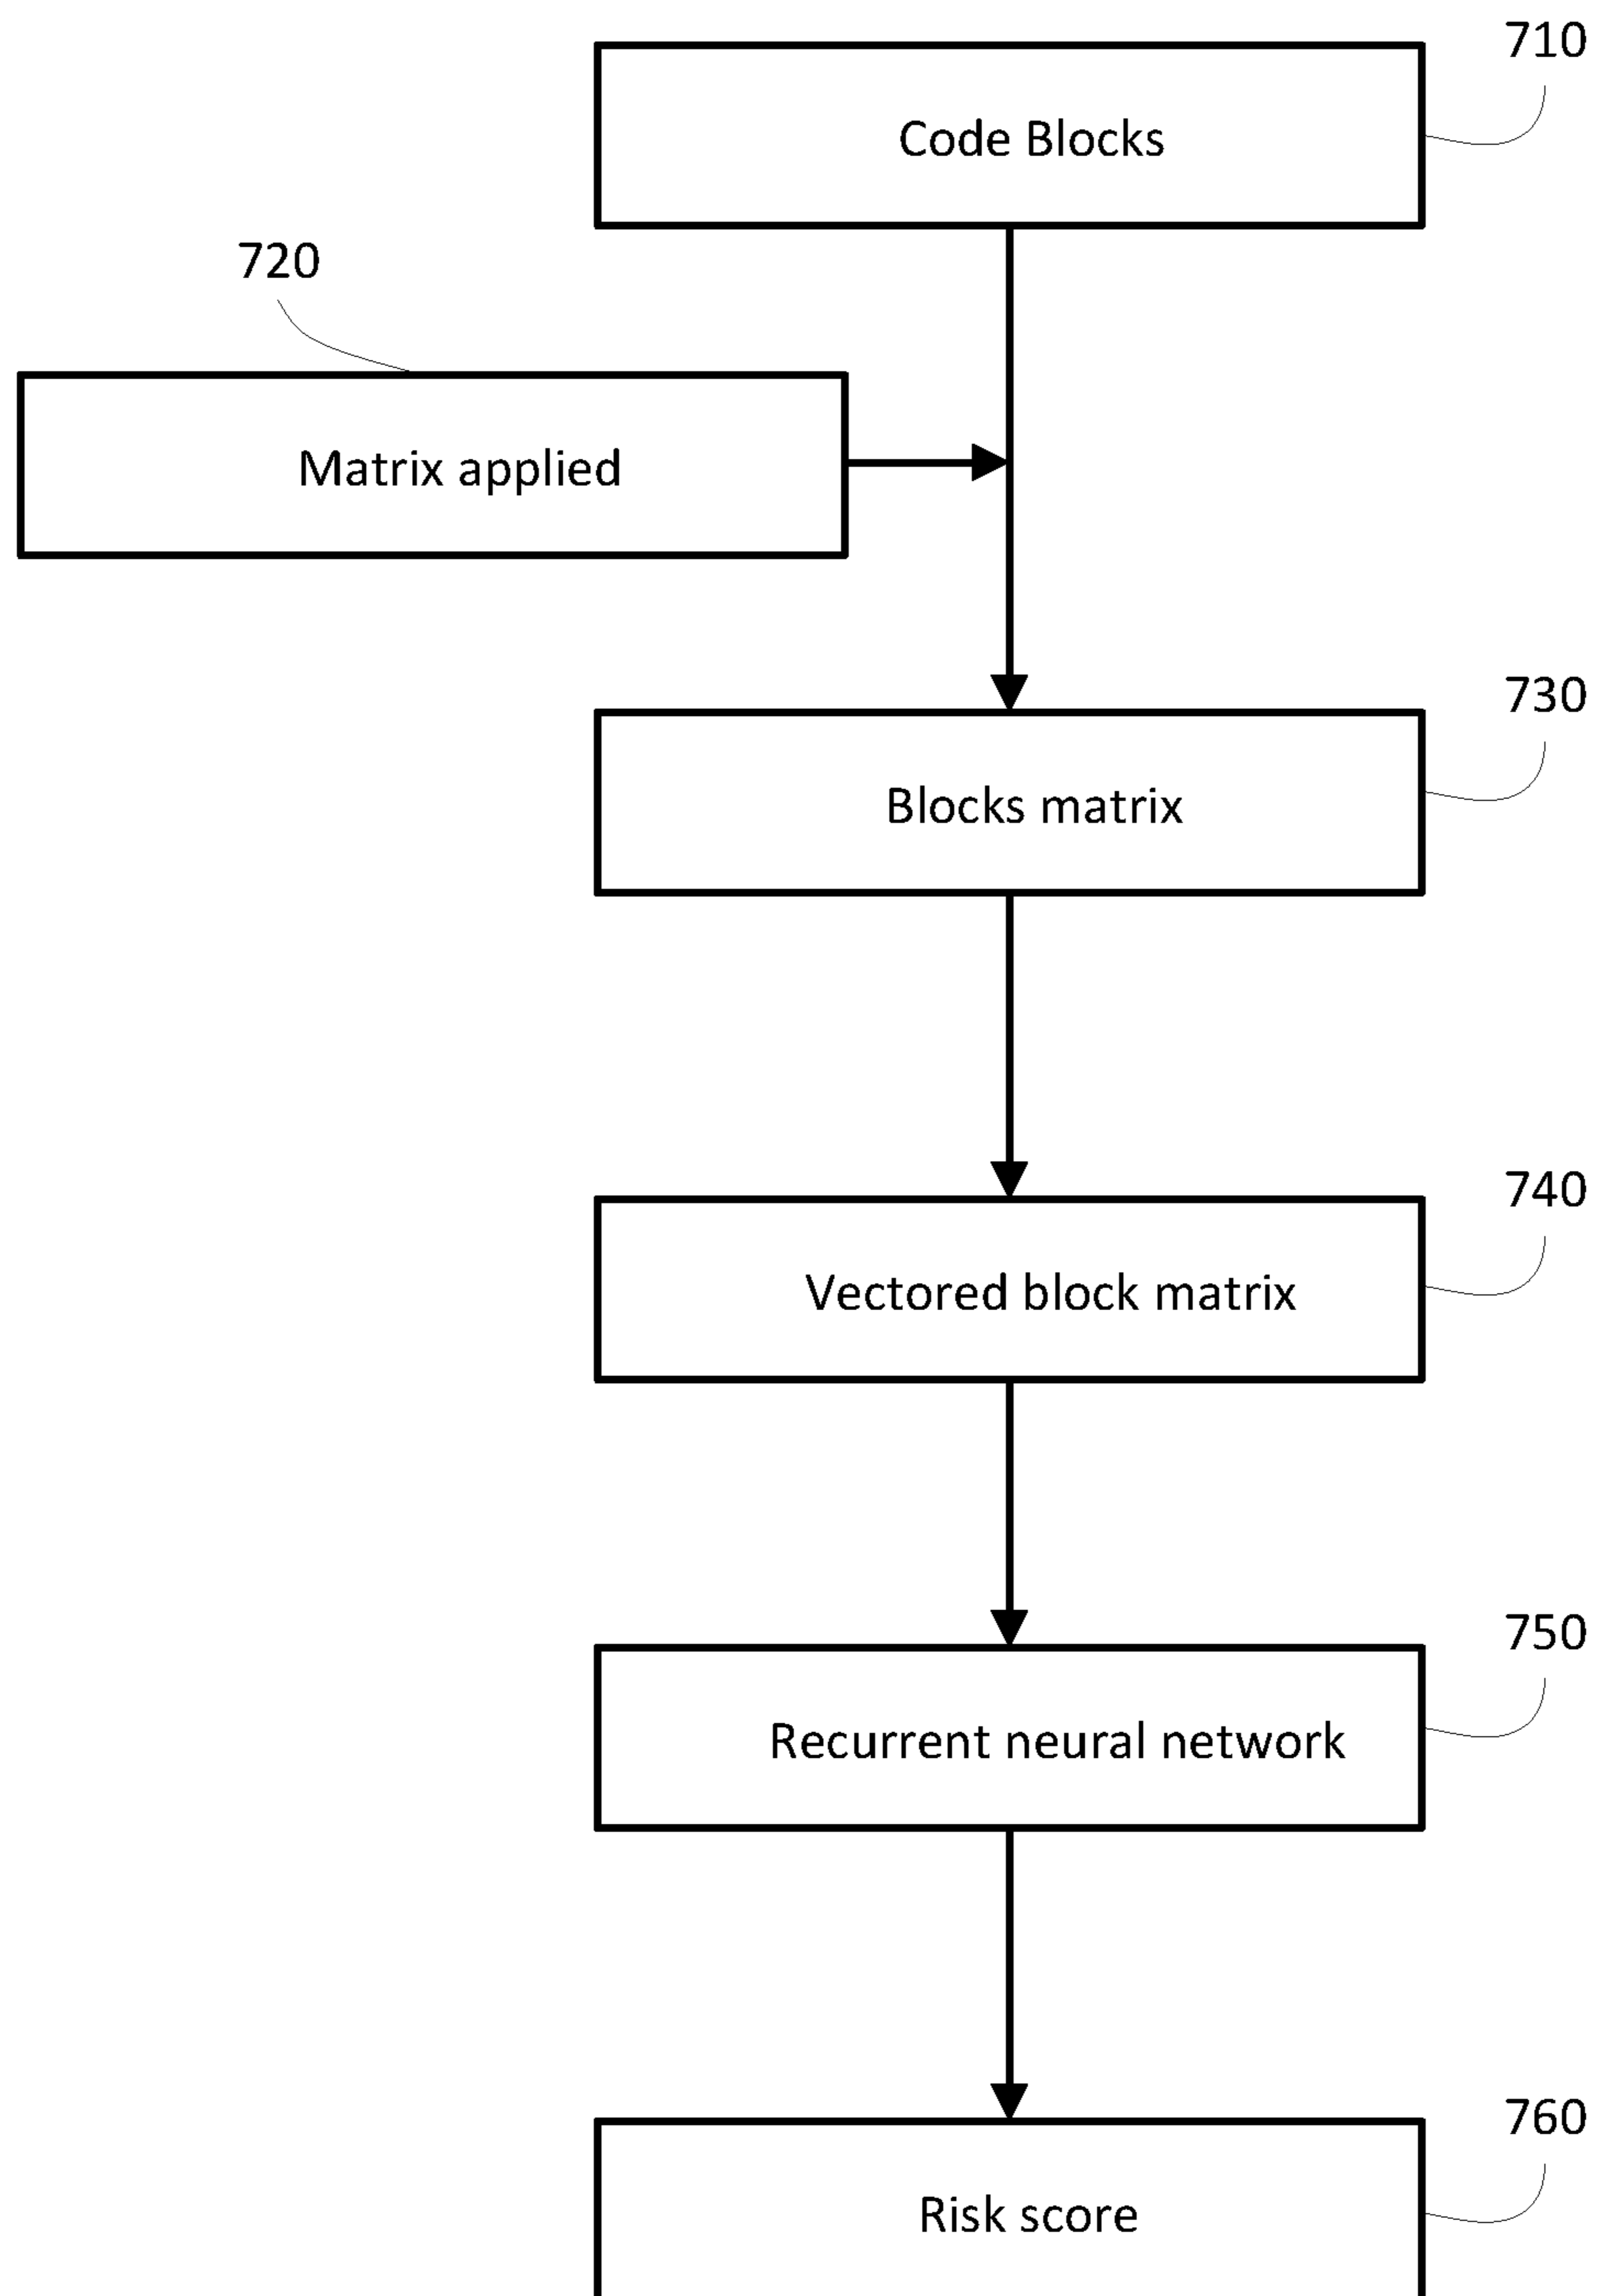 710
Code Blocks
720
Matrix applied
730
Blocks matrix
740
Vectored block matrix
750
Recurrent neural network
760
Risk score